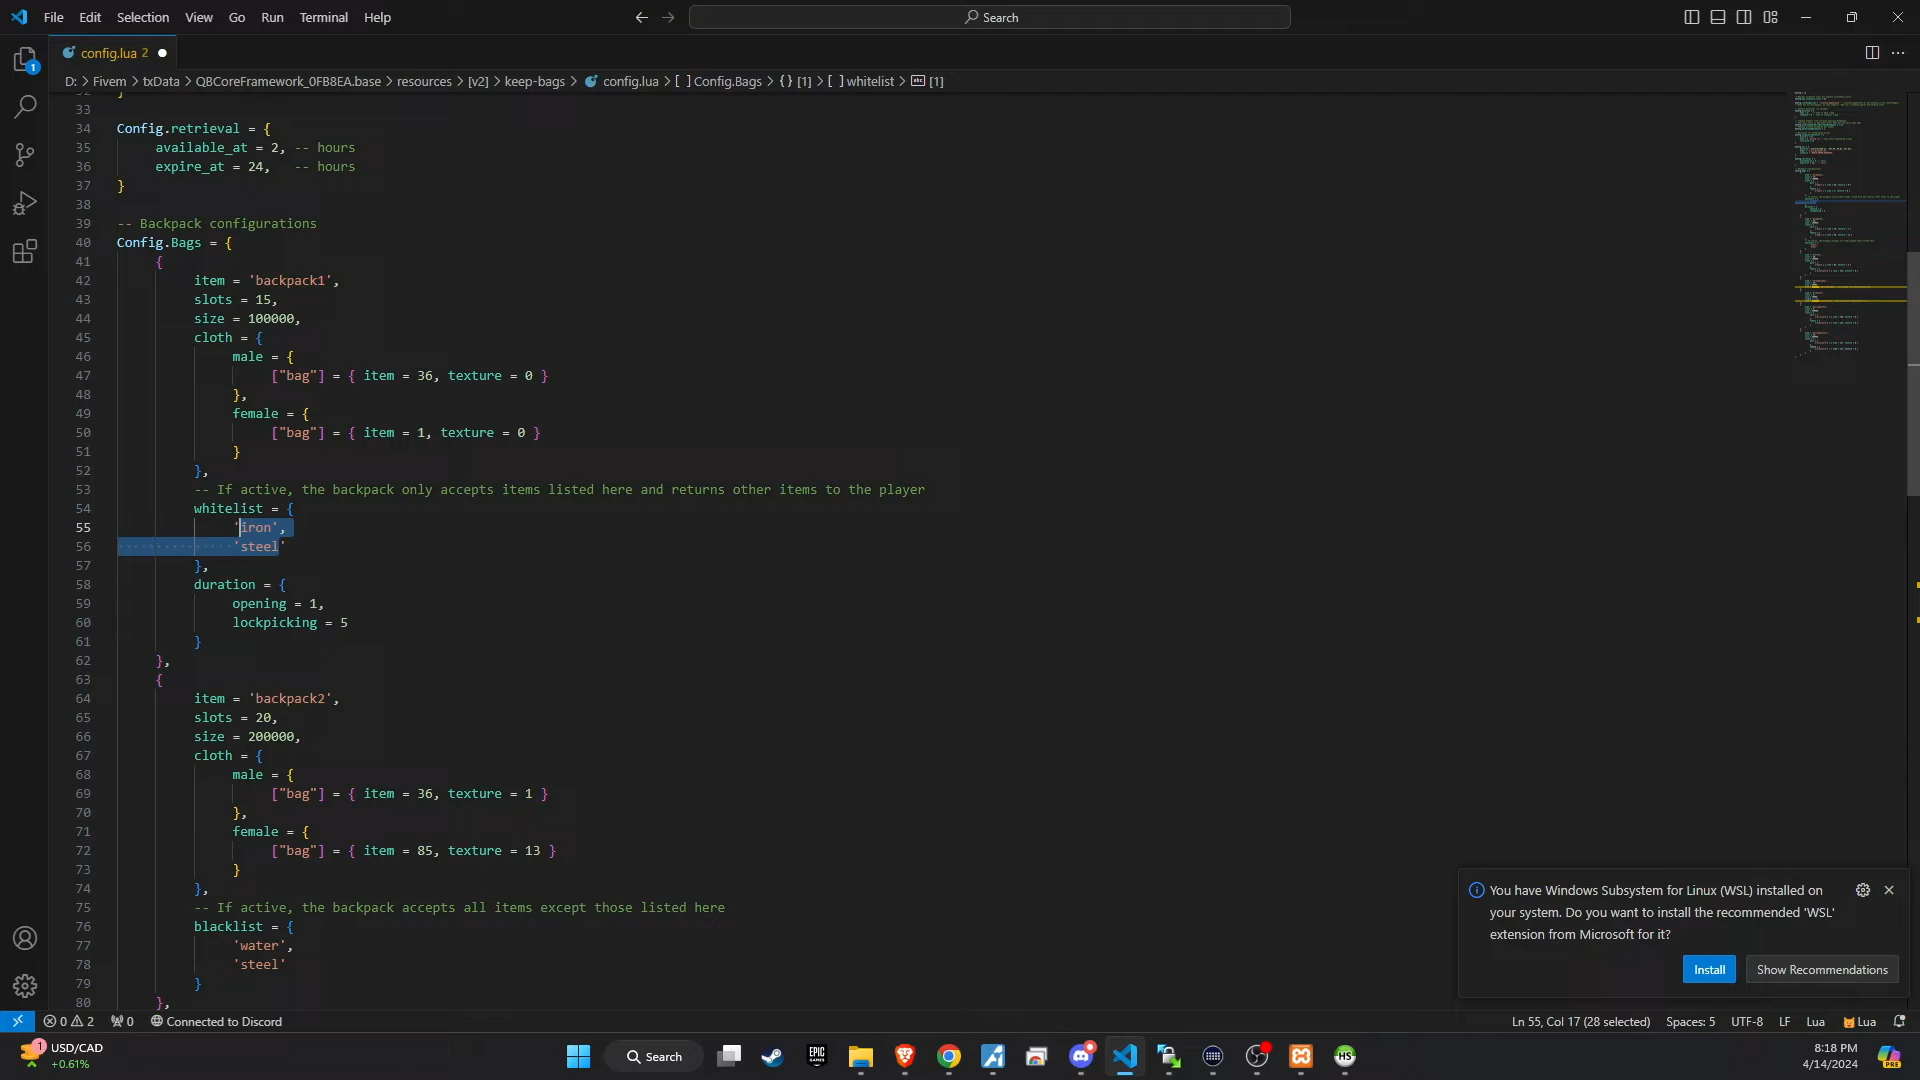 File Edit Selection View Go Run Terminal Help
Search
config.lua 2
D: > Fivem > txData > QBCoreFramework_0FB8EA.base > resources > [v2] > keep-bags > config.lua > [ ] Config.Bags > { } [1] > [ ] whitelist > [1]
33
34 Config.retrieval = {
35 available_at = 2, -- hours
36 expire_at = 24, -- hours
37 }
38
39 -- Backpack configurations
40 Config.Bags = {
41 {
42 item = 'backpack1',
43 slots = 15,
44 size = 100000,
45 cloth = {
46 male = {
47 ["bag"] = { item = 36, texture = 0 }
48 },
49 female = {
50 ["bag"] = { item = 1, texture = 0 }
51 }
52 },
53 -- If active, the backpack only accepts items listed here and returns other items to the player
54 whitelist = {
55 'iron',
56 'steel'
57 },
58 duration = {
59 opening = 1,
60 lockpicking = 5
61 }
62 },
63 {
64 item = 'backpack2',
65 slots = 20,
66 size = 200000,
67 cloth = {
68 male = {
69 ["bag"] = { item = 36, texture = 1 }
70 },
71 female = {
72 ["bag"] = { item = 85, texture = 13 }
73 }
74 },
75 -- If active, the backpack accepts all items except those listed here
76 blacklist = {
77 'water',
78 'steel'
79 }
80 },
You have Windows Subsystem for Linux (WSL) installed on
your system. Do you want to install the recommended 'WSL'
extension from Microsoft for it?
Install Show Recommendations
0 2 0 Connected to Discord
Ln 55, Col 17 (28 selected) Spaces: 5 UTF-8 LF Lua Lua
1 USD/CAD
+0.61%
Search
EPIC GAMES
HS
8:18 PM
4/14/2024
PRE